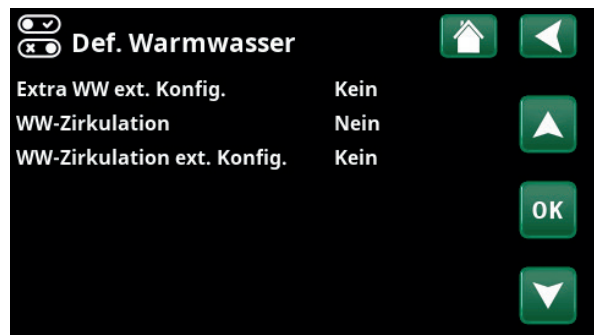 Def. Warmwasser
Extra WW ext. Konfig. Kein
WW-Zirkulation Nein
WW-Zirkulation ext. Konfig. Kein
OK